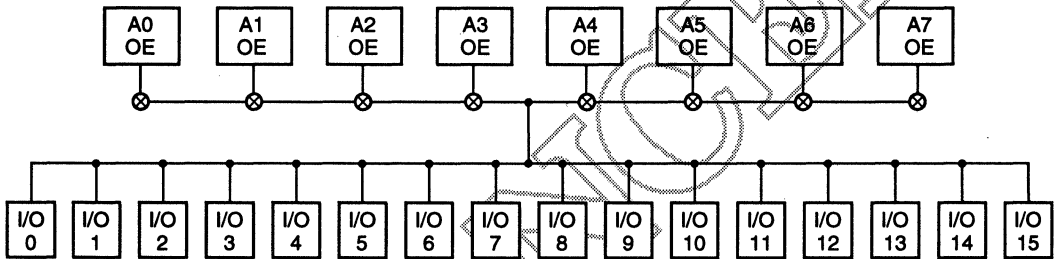 A0 A1 A2 A3 A4 A5 A6 A7
OE OE OE OE OE OE OE OE
I/O I/O I/O I/O I/O I/O I/O I/O I/O I/O I/O I/O I/O I/O I/O I/O
0 1 2 3 4 5 6 7 8 9 10 11 12 13 14 15